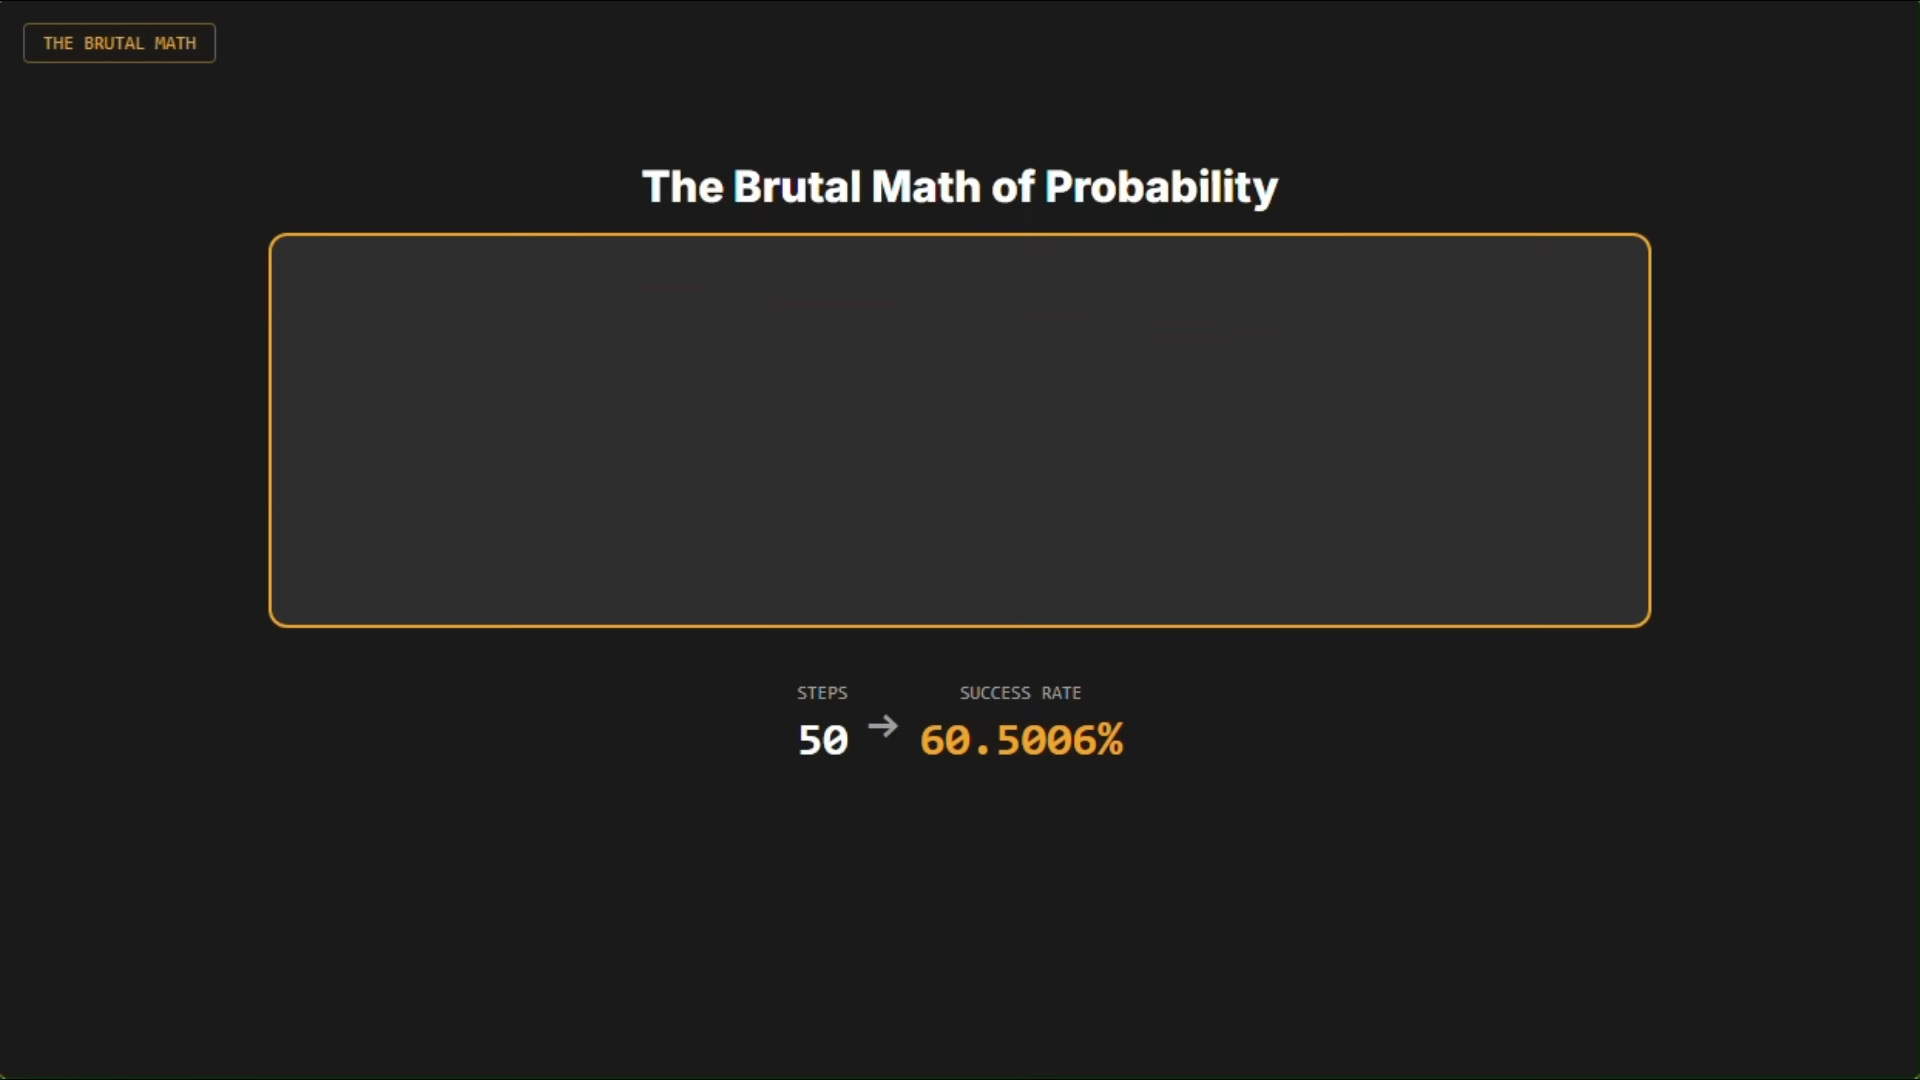 THE BRUTAL MATH
The Brutal Math of Probability
STEPS
50
→
SUCCESS RATE
60.5006%